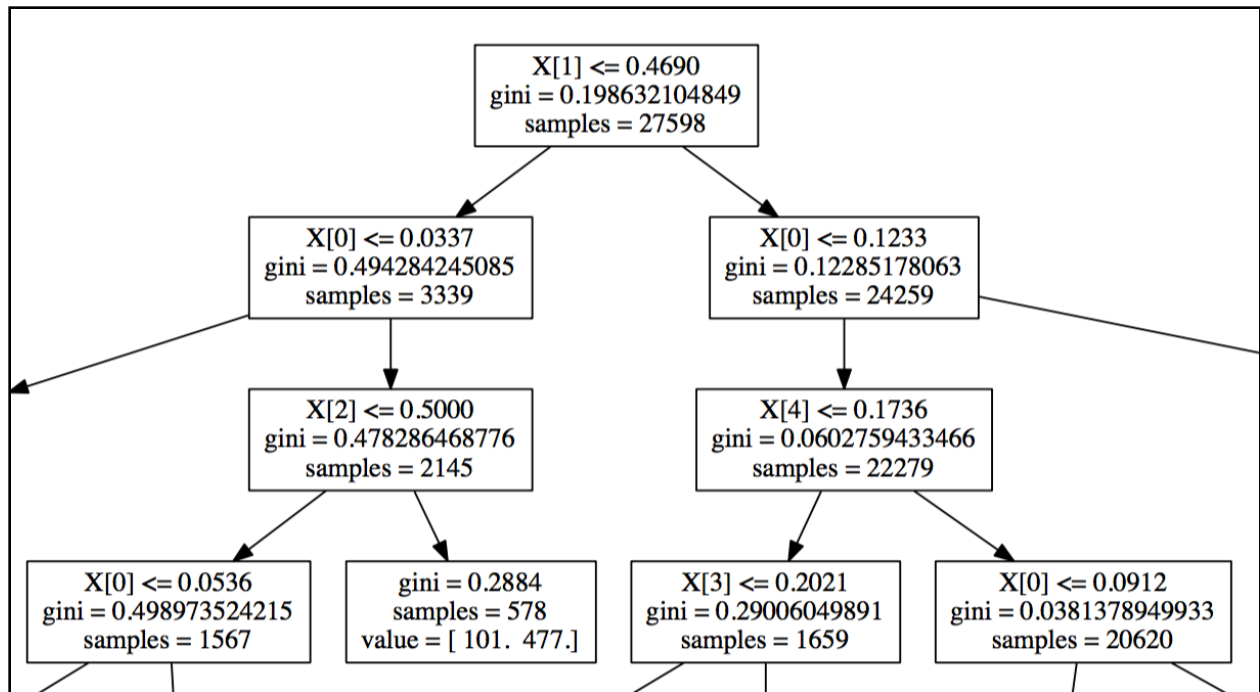 X[1] <= 0.4690
gini = 0.198632104849
samples = 27598
X[0] <= 0.0337
gini = 0.494284245085
samples = 3339
X[0] <= 0.1233
gini = 0.12285178063
samples = 24259
X[2] <= 0.5000
gini = 0.478286468776
samples = 2145
X[4] <= 0.1736
gini = 0.0602759433466
samples = 22279
X[0] <= 0.0536
gini = 0.498973524215
samples = 1567
gini = 0.2884
samples = 578
value = [ 101. 477.]
X[3] <= 0.2021
gini = 0.29006049891
samples = 1659
X[0] <= 0.0912
gini = 0.0381378949933
samples = 20620